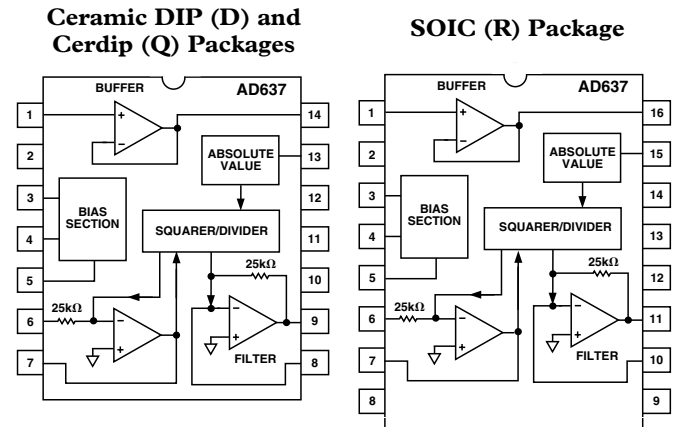 Ceramic DIP (D) and
Cerdip (Q) Packages
BUFFER
AD637
1
14
+
–
2
ABSOLUTE
VALUE
13
3
12
BIAS
SECTION
4
SQUARER/DIVIDER
11
5
25kΩ
10
25kΩ
6
–
+
–
+
9
7
FILTER
8
SOIC (R) Package
BUFFER
AD637
1
16
+
–
2
ABSOLUTE
VALUE
15
3
14
BIAS
SECTION
4
SQUARER/DIVIDER
13
5
25kΩ
12
25kΩ
6
–
+
–
+
11
7
FILTER
10
8
9